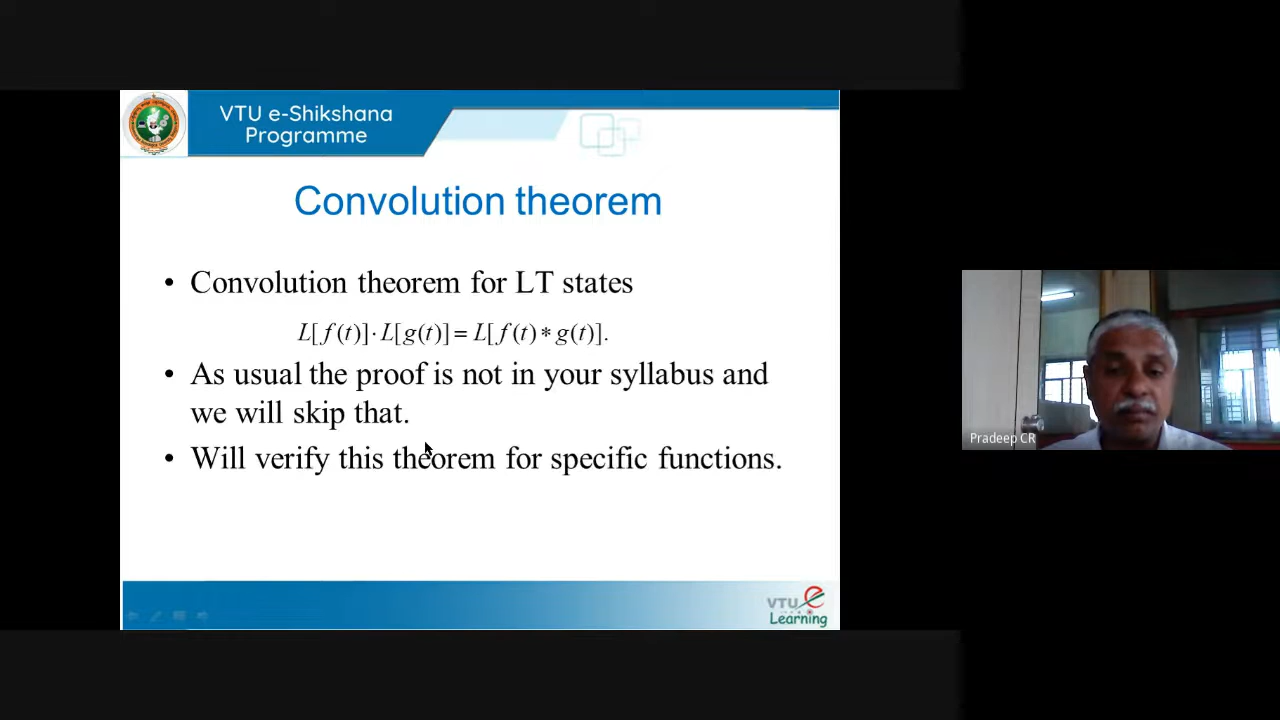 VTU e-Shikshana
Programme
Convolution theorem
• Convolution theorem for LT states
L[f(t)]·L[g(t)] = L[f(t)∗g(t)].
• As usual the proof is not in your syllabus and
we will skip that.
• Will verify this theorem for specific functions.
Pradeep CR
VTU e
Learning